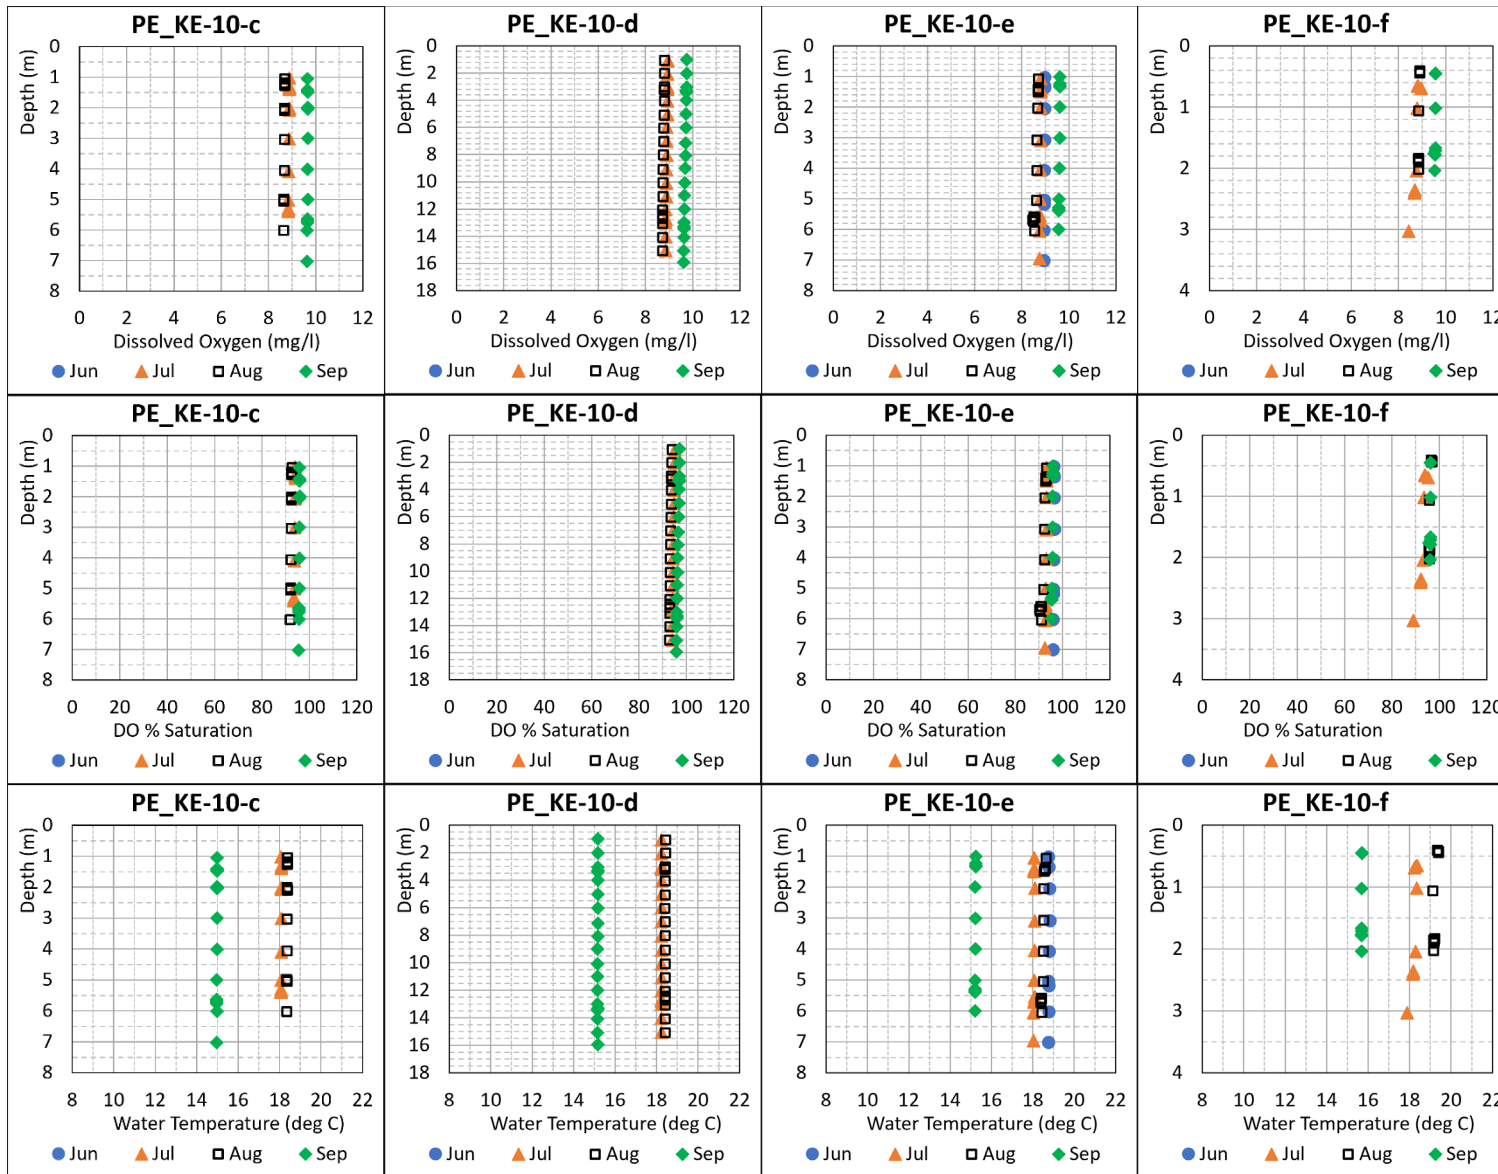 PE_KE-10-c
Depth (m)
0
1
2
3
4
5
6
7
8
0 2 4 6 8 10 12
Dissolved Oxygen (mg/l)
Jun Jul Aug Sep
PE_KE-10-d
Depth (m)
0
2
4
6
8
10
12
14
16
18
0 2 4 6 8 10 12
Dissolved Oxygen (mg/l)
Jun Jul Aug Sep
PE_KE-10-e
Depth (m)
0
1
2
3
4
5
6
7
8
0 2 4 6 8 10 12
Dissolved Oxygen (mg/l)
Jun Jul Aug Sep
PE_KE-10-f
Depth (m)
0
1
2
3
4
0 2 4 6 8 10 12
Dissolved Oxygen (mg/l)
Jun Jul Aug Sep
PE_KE-10-c
Depth (m)
0
1
2
3
4
5
6
7
8
0 20 40 60 80 100 120
DO % Saturation
Jun Jul Aug Sep
PE_KE-10-d
Depth (m)
0
2
4
6
8
10
12
14
16
18
0 20 40 60 80 100 120
DO % Saturation
Jun Jul Aug Sep
PE_KE-10-e
Depth (m)
0
1
2
3
4
5
6
7
8
0 20 40 60 80 100 120
DO % Saturation
Jun Jul Aug Sep
PE_KE-10-f
Depth (m)
0
1
2
3
4
0 20 40 60 80 100 120
DO % Saturation
Jun Jul Aug Sep
PE_KE-10-c
Depth (m)
0
1
2
3
4
5
6
7
8
8 10 12 14 16 18 20 22
Water Temperature (deg C)
Jun Jul Aug Sep
PE_KE-10-d
Depth (m)
0
2
4
6
8
10
12
14
16
18
8 10 12 14 16 18 20 22
Water Temperature (deg C)
Jun Jul Aug Sep
PE_KE-10-e
Depth (m)
0
1
2
3
4
5
6
7
8
8 10 12 14 16 18 20 22
Water Temperature (deg C)
Jun Jul Aug Sep
PE_KE-10-f
Depth (m)
0
1
2
3
4
8 10 12 14 16 18 20 22
Water Temperature (deg C)
Jun Jul Aug Sep